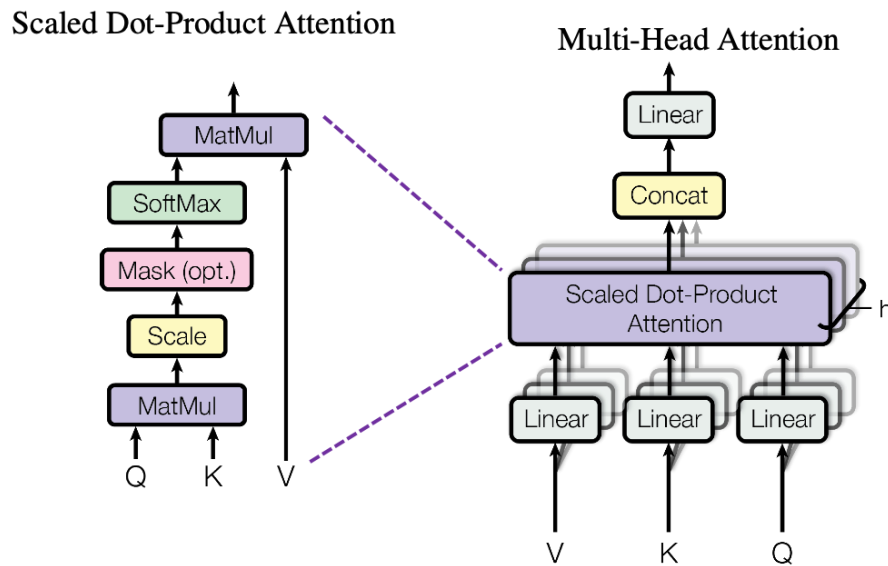 Scaled Dot-Product Attention
MatMul
SoftMax
Mask (opt.)
Scale
MatMul
Q K V
Multi-Head Attention
Linear
Concat
Scaled Dot-Product
Attention
h
Linear Linear Linear
V K Q